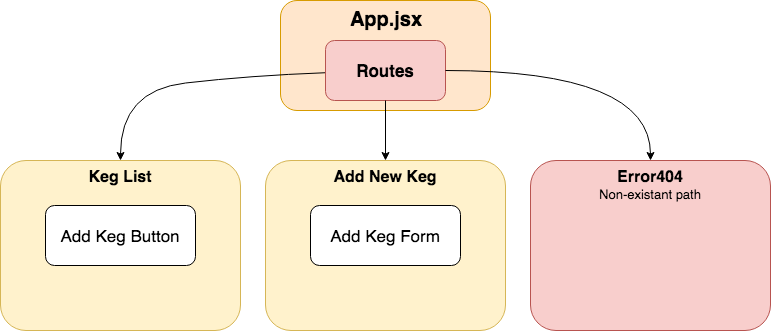 App.jsx
Routes
Keg List
Add Keg Button
Add New Keg
Add Keg Form
Error404
Non-existant path